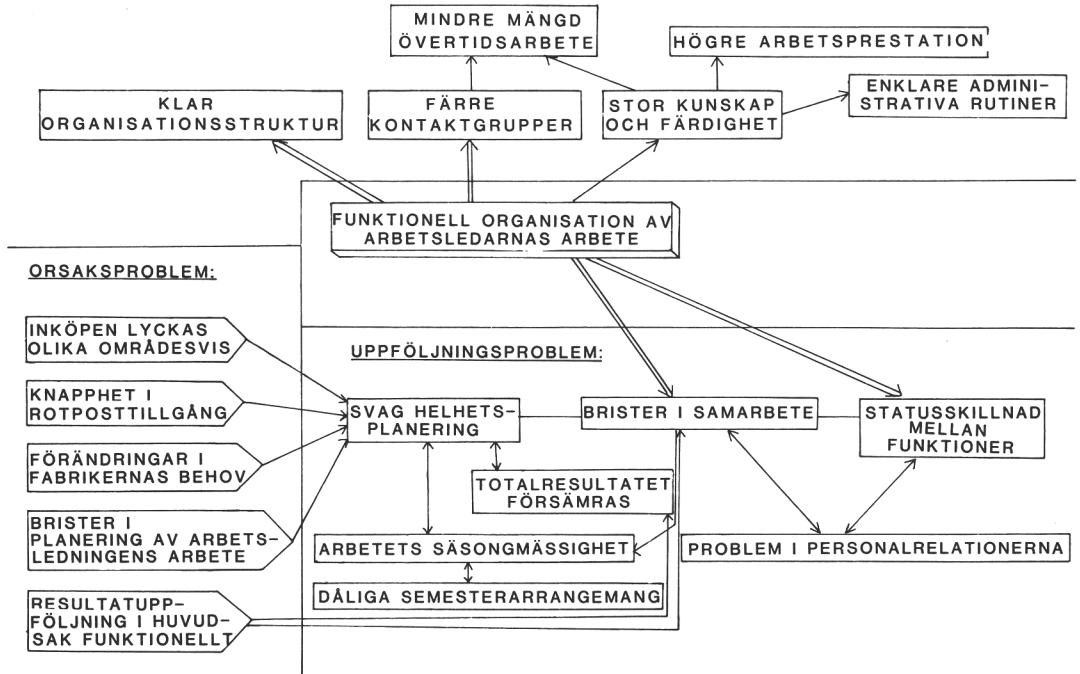 MINDRE MÄNGD
ÖVERTIDSARBETE
HÖGRE ARBETSPRESTATION
ENKLARE ADMINI-
STRATIVA RUTINER
KLAR
ORGANISATIONSSTRUKTUR
FÄRRE
KONTAKTGRUPPER
STOR KUNSKAP
OCH FÄRDIGHET
FUNKTIONELL ORGANISATION AV
ARBETSLEDARNAS ARBETE
ORSAKSPROBLEM:
INKÖPEN LYCKAS
OLIKA OMRÅDESVIS
KNAPPHET I
ROTPOSTTILLGÅNG
FÖRÄNDRINGAR I
FABRIKERNAS BEHOV
BRISTER I
PLANERING AV ARBETS-
LEDNINGENS ARBETE
RESULTATUPP-
FÖLJNING I HUVUD-
SAK FUNKTIONELLT
UPPFÖLJNINGSPROBLEM:
SVAG HELHETS-
PLANERING
BRISTER I SAMARBETE
STATUSSKILLNAD
MELLAN
FUNKTIONER
TOTALRESULTATET
FÖRSÄMRAS
ARBETETS SÄSONGMÄSSIGHET
PROBLEM I PERSONALRELATIONERNA
DÅLIGA SEMESTERARRANGEMANG